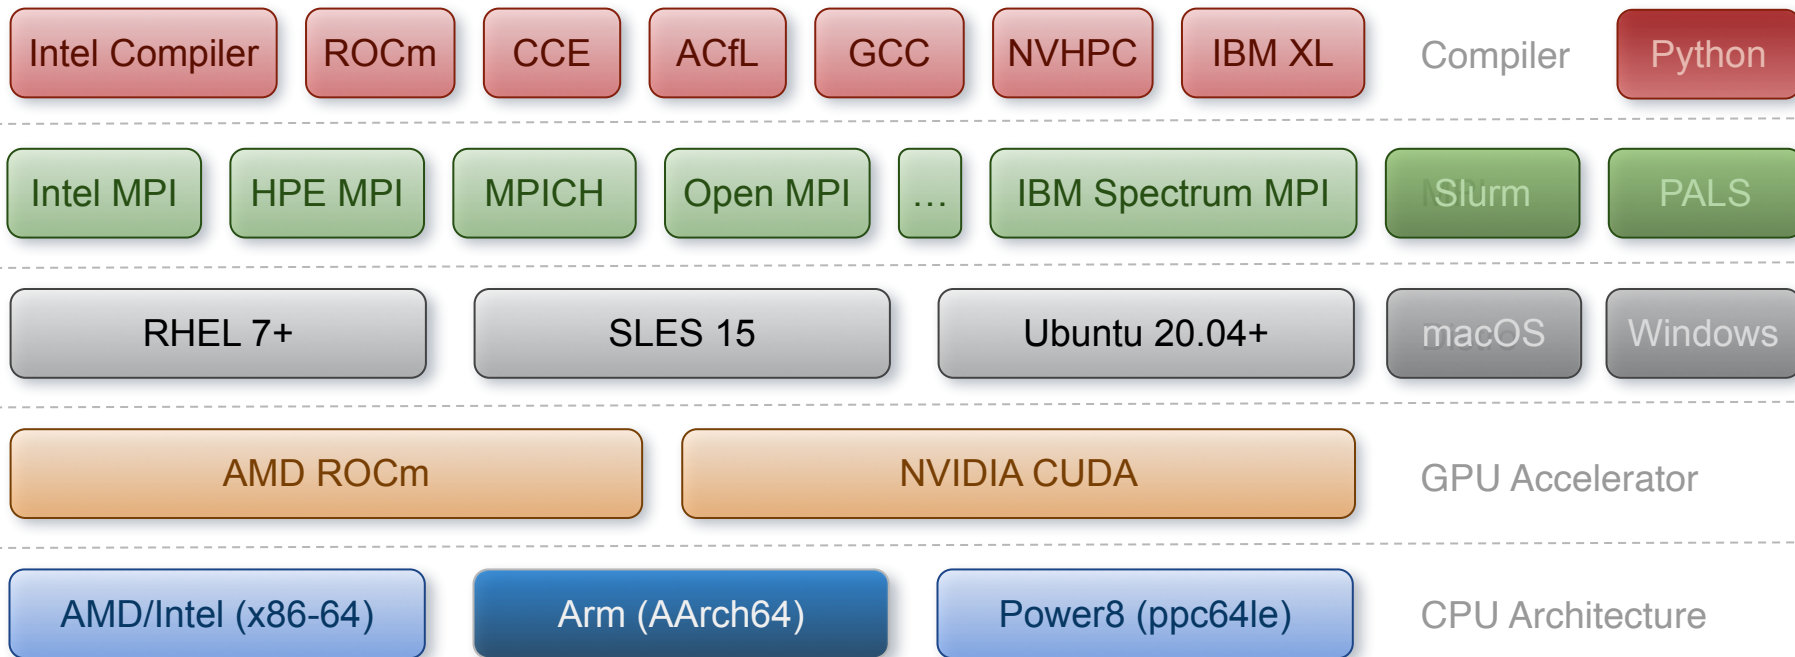 Intel Compiler ROCm CCE ACfL GCC NVHPC IBM XL Compiler Python
Intel MPI HPE MPI MPICH Open MPI … IBM Spectrum MPI Slurm PALS
RHEL 7+ SLES 15 Ubuntu 20.04+ macOS Windows
AMD ROCm NVIDIA CUDA GPU Accelerator
AMD/Intel (x86-64) Arm (AArch64) Power8 (ppc64le) CPU Architecture